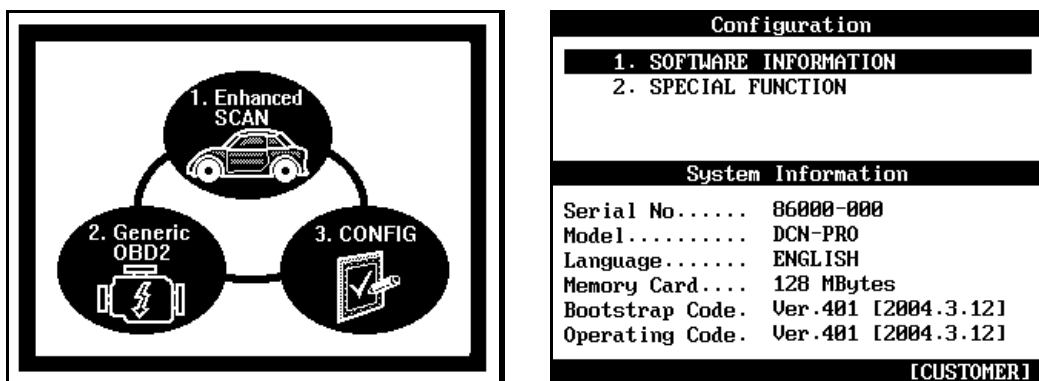 1. Enhanced
SCAN
2. Generic
OBD2
3. CONFIG
Configuration
1. SOFTWARE INFORMATION
2. SPECIAL FUNCTION
System Information
Serial No...... 86000-000
Model.......... DCN-PRO
Language....... ENGLISH
Memory Card.... 128 MBytes
Bootstrap Code. Ver.401 [2004.3.12]
Operating Code. Ver.401 [2004.3.12]
[CUSTOMER]